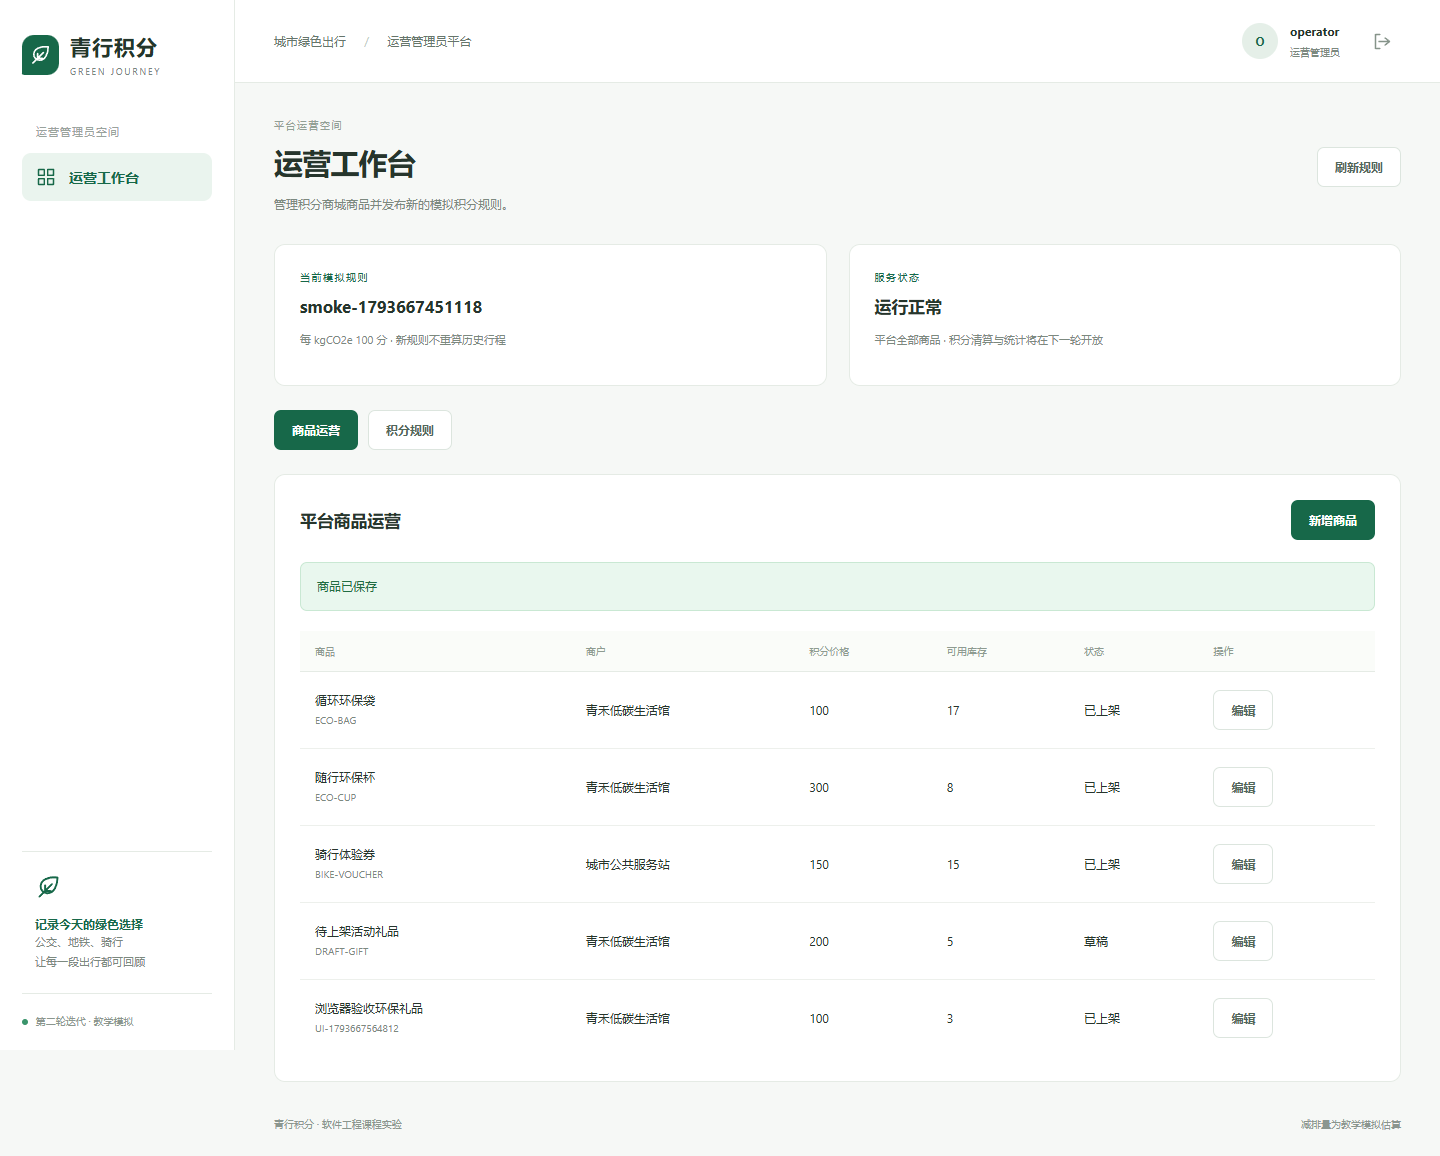 青行积分
GREEN JOURNEY
运营管理员空间
运营工作台
记录今天的绿色选择
公交、地铁、骑行
让每一段出行都可回顾
第二轮迭代 · 教学模拟
城市绿色出行 / 运营管理员平台
O
operator
运营管理员
平台运营空间
运营工作台
管理积分商城商品并发布新的模拟积分规则。
刷新规则
当前模拟规则
smoke-1793667451118
每 kgCO2e 100 分 · 新规则不重算历史行程
服务状态
运行正常
平台全部商品 · 积分清算与统计将在下一轮开放
商品运营 积分规则
平台商品运营
新增商品
商品已保存
商品 商户 积分价格 可用库存 状态 操作
循环环保袋
ECO-BAG
青禾低碳生活馆 100 17 已上架 编辑
随行环保杯
ECO-CUP
青禾低碳生活馆 300 8 已上架 编辑
骑行体验券
BIKE-VOUCHER
城市公共服务站 150 15 已上架 编辑
待上架活动礼品
DRAFT-GIFT
青禾低碳生活馆 200 5 草稿 编辑
浏览器验收环保礼品
UI-1793667564812
青禾低碳生活馆 100 3 已上架 编辑
青行积分 · 软件工程课程实验
减排量为教学模拟估算